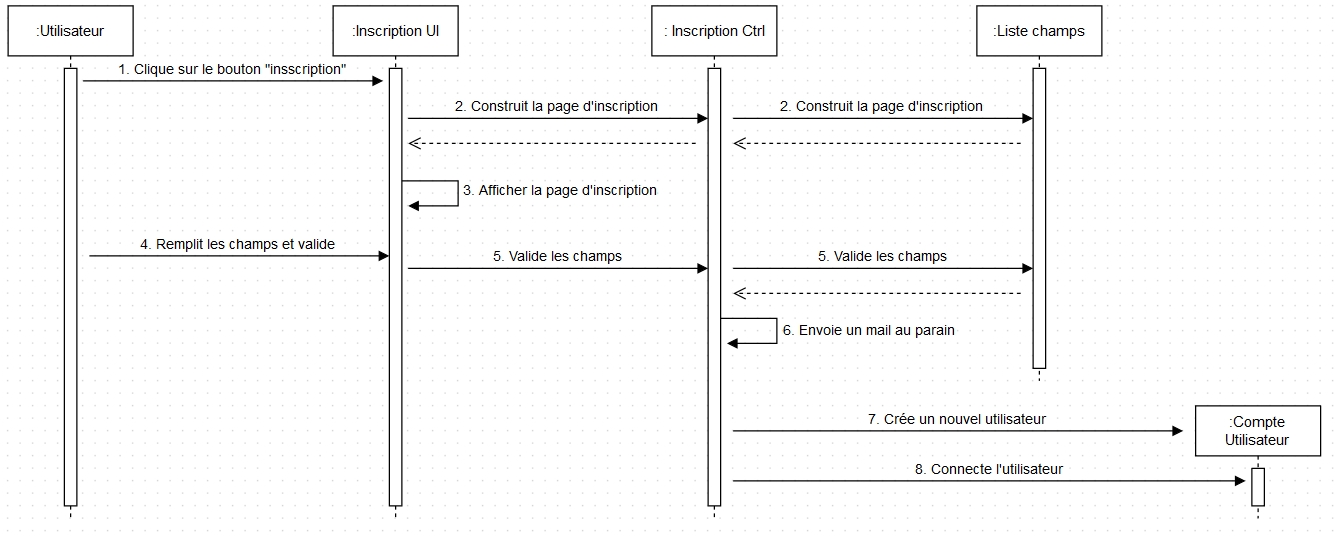 :Utilisateur
:Inscription UI
: Inscription Ctrl
:Liste champs
1. Clique sur le bouton "insscription"
2. Construit la page d'inscription
2. Construit la page d'inscription
3. Afficher la page d'inscription
4. Remplit les champs et valide
5. Valide les champs
5. Valide les champs
6. Envoie un mail au parain
7. Crée un nouvel utilisateur
:Compte
Utilisateur
8. Connecte l'utilisateur